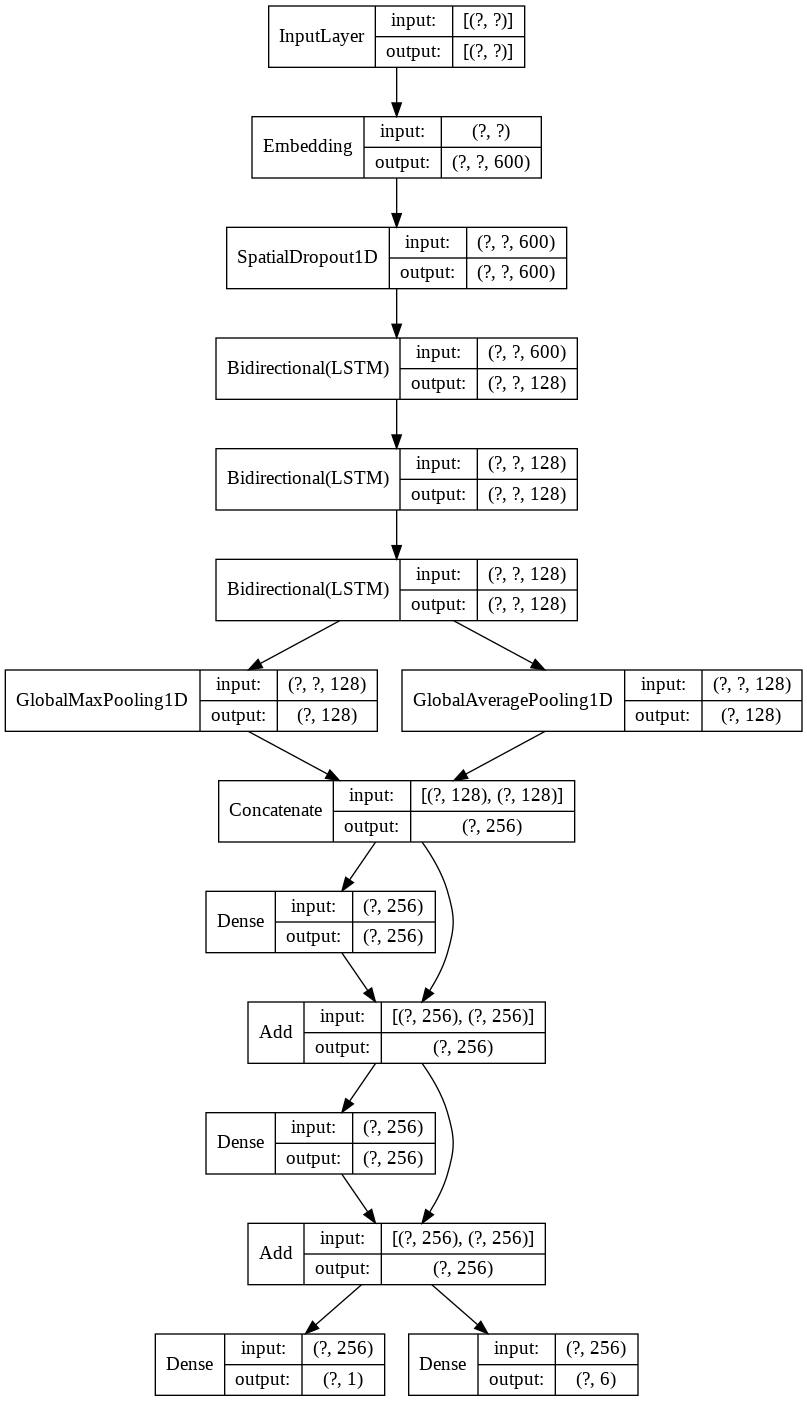 InputLayer input: [(?, ?)]
output: [(?, ?)]
Embedding input: (?, ?)
output: (?, ?, 600)
SpatialDropout1D input: (?, ?, 600)
output: (?, ?, 600)
Bidirectional(LSTM) input: (?, ?, 600)
output: (?, ?, 128)
Bidirectional(LSTM) input: (?, ?, 128)
output: (?, ?, 128)
Bidirectional(LSTM) input: (?, ?, 128)
output: (?, ?, 128)
GlobalMaxPooling1D input: (?, ?, 128)
output: (?, 128)
GlobalAveragePooling1D input: (?, ?, 128)
output: (?, 128)
Concatenate input: [(?, 128), (?, 128)]
output: (?, 256)
Dense input: (?, 256)
output: (?, 256)
Add input: [(?, 256), (?, 256)]
output: (?, 256)
Dense input: (?, 256)
output: (?, 256)
Add input: [(?, 256), (?, 256)]
output: (?, 256)
Dense input: (?, 256)
output: (?, 1)
Dense input: (?, 256)
output: (?, 6)